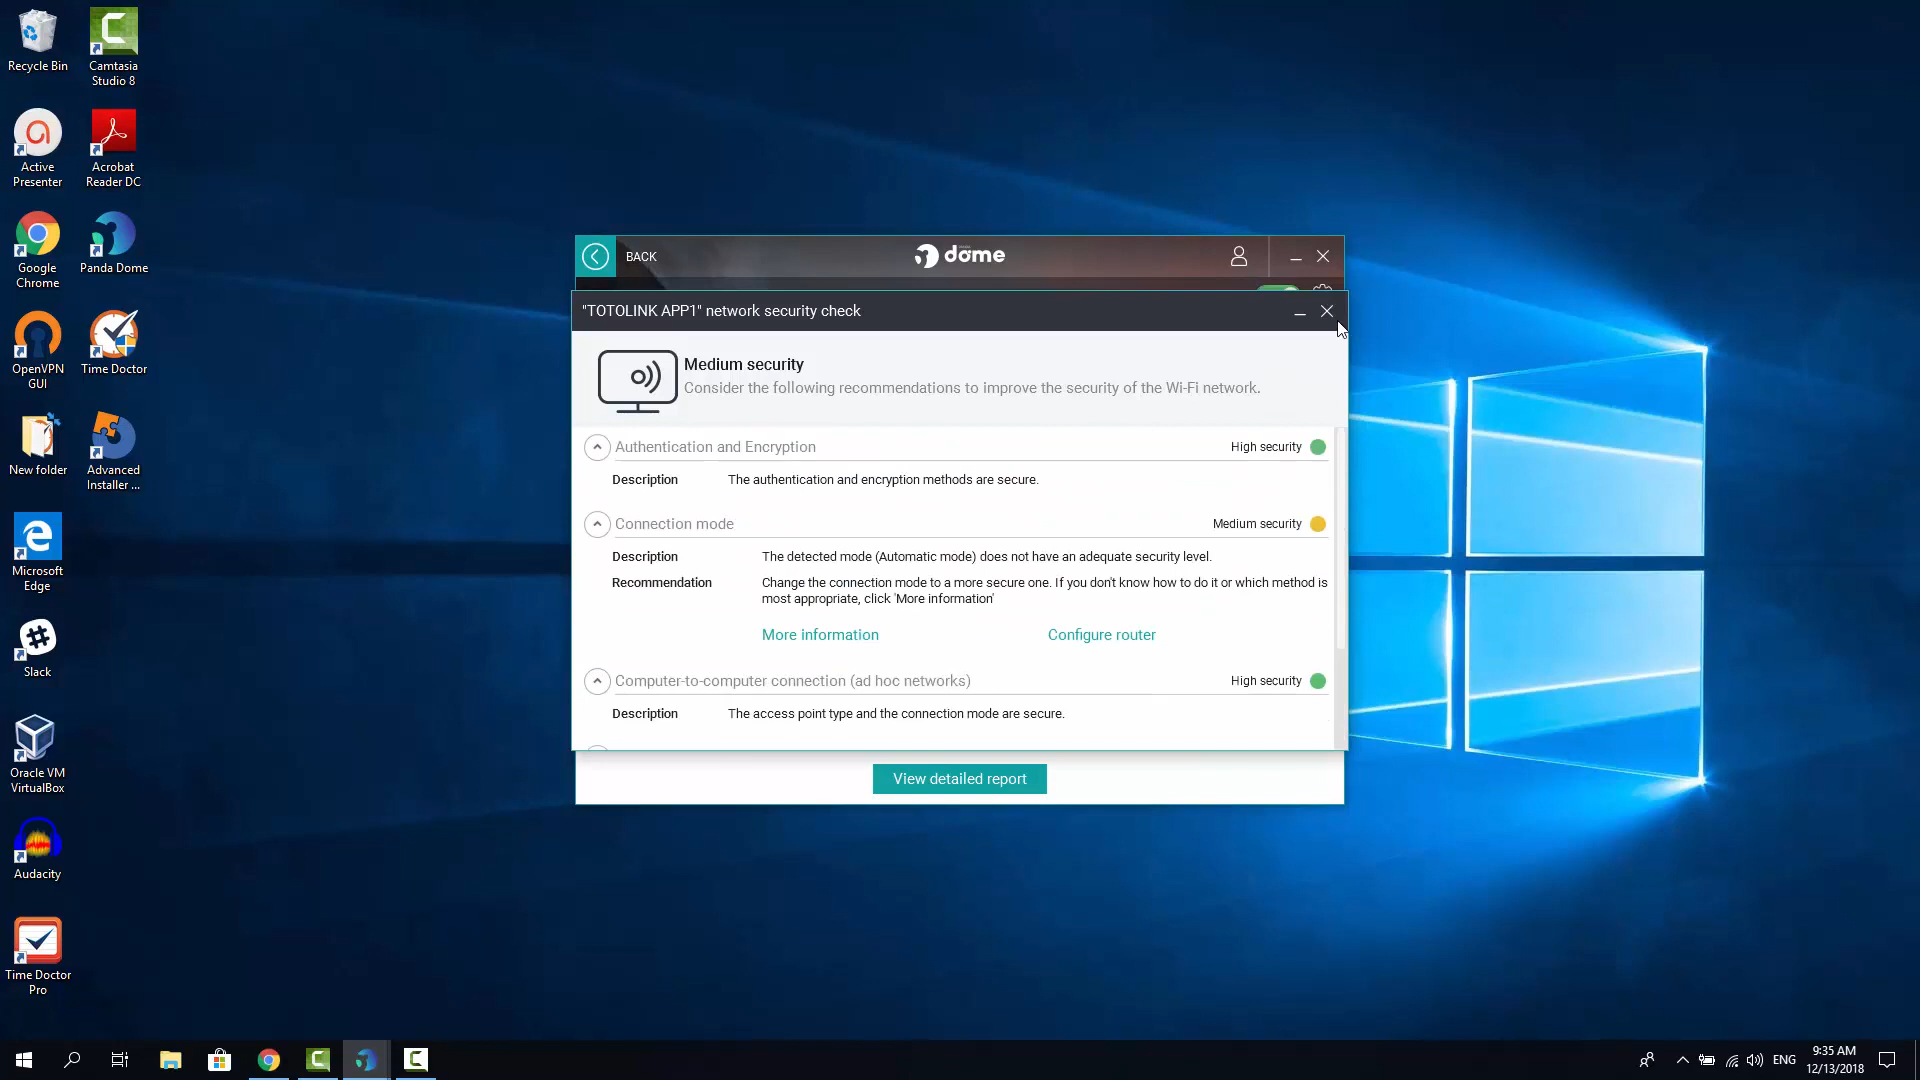 Recycle Bin
Camtasia
Studio 8
Active
Presenter
Acrobat
Reader DC
Google
Chrome
Panda Dome
OpenVPN
GUI
Time Doctor
New folder
Advanced
Installer ...
Microsoft
Edge
Slack
Oracle VM
VirtualBox
Audacity
Time Doctor
Pro
BACK
dome
"TOTOLINK APP1" network security check
Medium security
Consider the following recommendations to improve the security of the Wi-Fi network.
Authentication and Encryption High security
Description The authentication and encryption methods are secure.
Connection mode Medium security
Description The detected mode (Automatic mode) does not have an adequate security level.
Recommendation Change the connection mode to a more secure one. If you don't know how to do it or which method is
most appropriate, click 'More information'
More information Configure router
Computer-to-computer connection (ad hoc networks) High security
Description The access point type and the connection mode are secure.
View detailed report
ENG
9:35 AM
12/13/2018